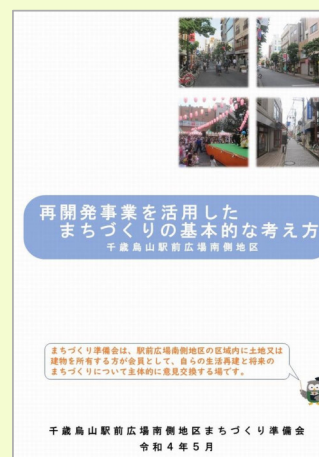 再開発事業を活用した
まちづくりの基本的な考え方
千歳烏山駅前広場南側地区
まちづくり準備会は、駅前広場南側地区の区域内に土地又は
建物を所有する方が会員として、自らの生活再建と将来の
まちづくりについて主体的に意見交換する場です。
千歳烏山駅前広場南側地区まちづくり準備会
令和4年5月